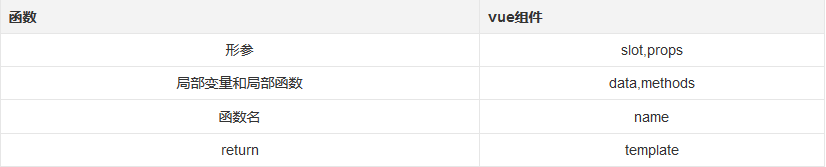 函数 vue组件
形参 slot,props
局部变量和局部函数 data,methods
函数名 name
return template